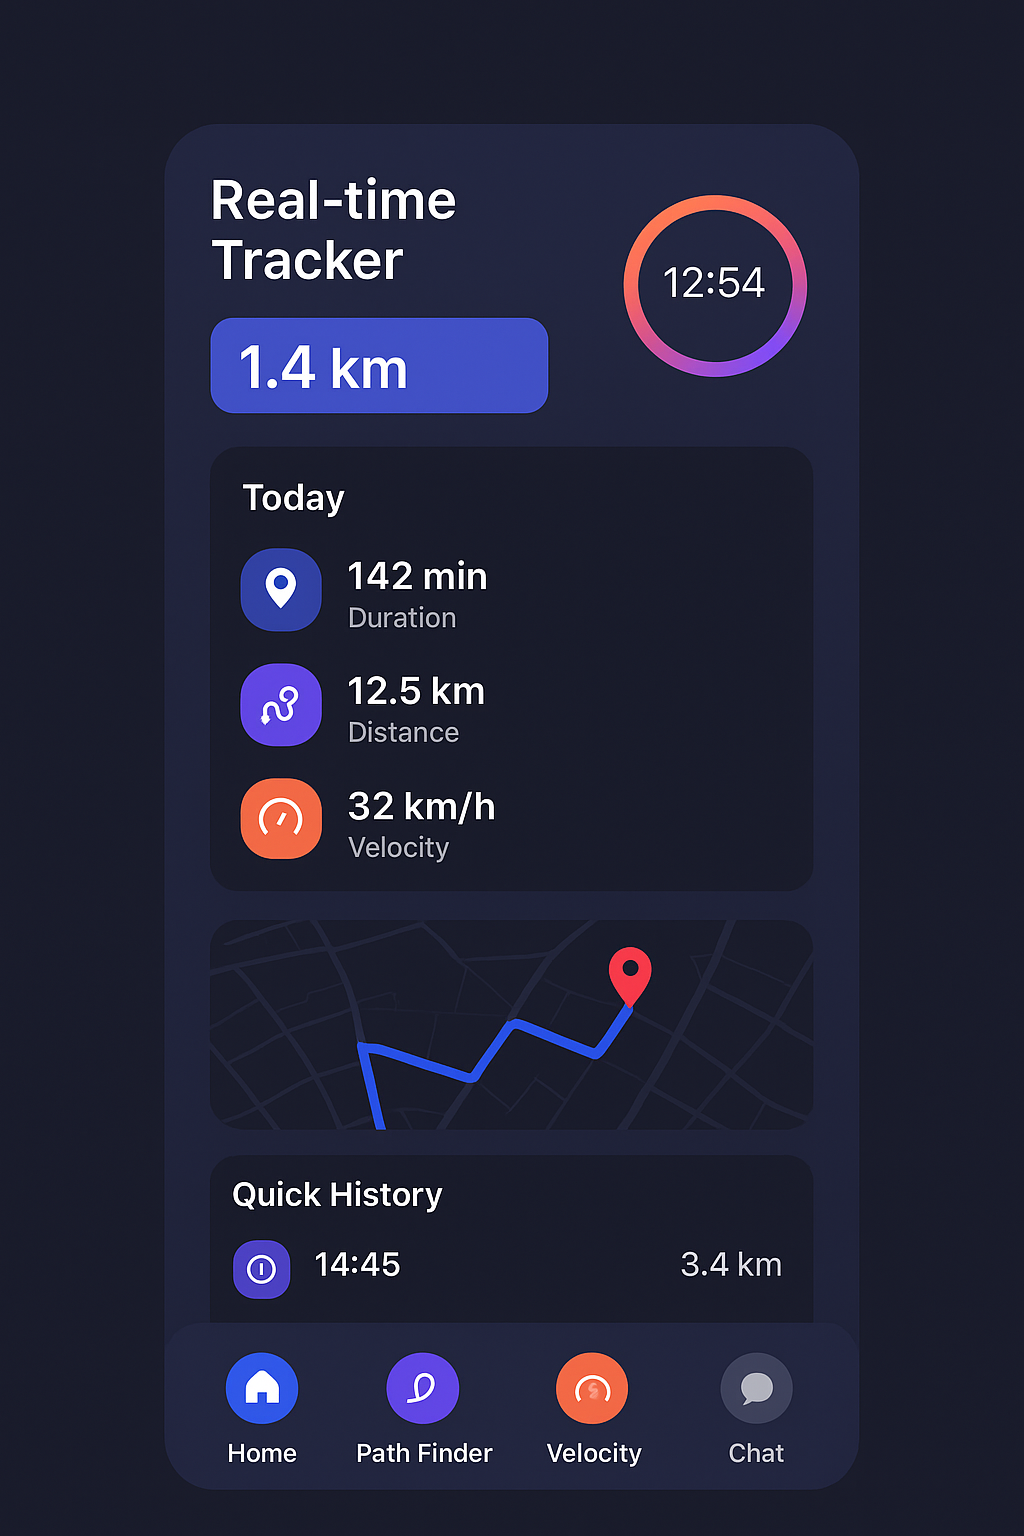 Real-time
Tracker
12:54
1.4 km
Today
142 min
Duration
12.5 km
Distance
32 km/h
Velocity
Quick History
14:45 3.4 km
Home Path Finder Velocity Chat